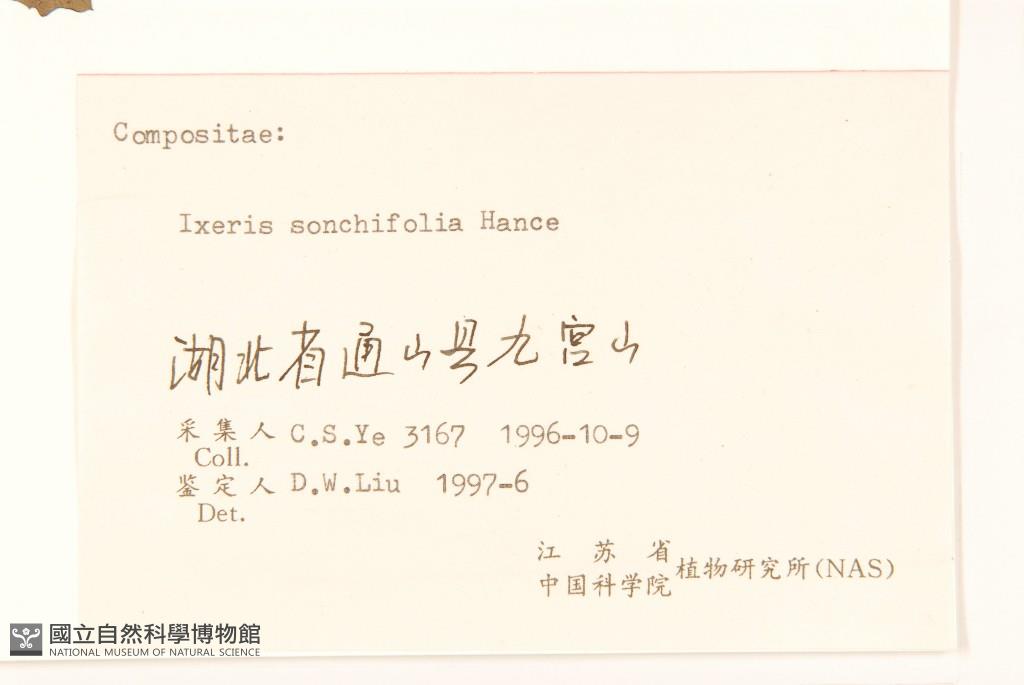 Compositae:
Ixeris sonchifolia Hance
湖北省通山县九宫山
采集人 C.S.Ye 3167 1996-10-9
Coll.
鉴定人 D.W.Liu 1997-6
Det.
江苏省
中国科学院 植物研究所(NAS)
國立自然科學博物館
NATIONAL MUSEUM OF NATURAL SCIENCE